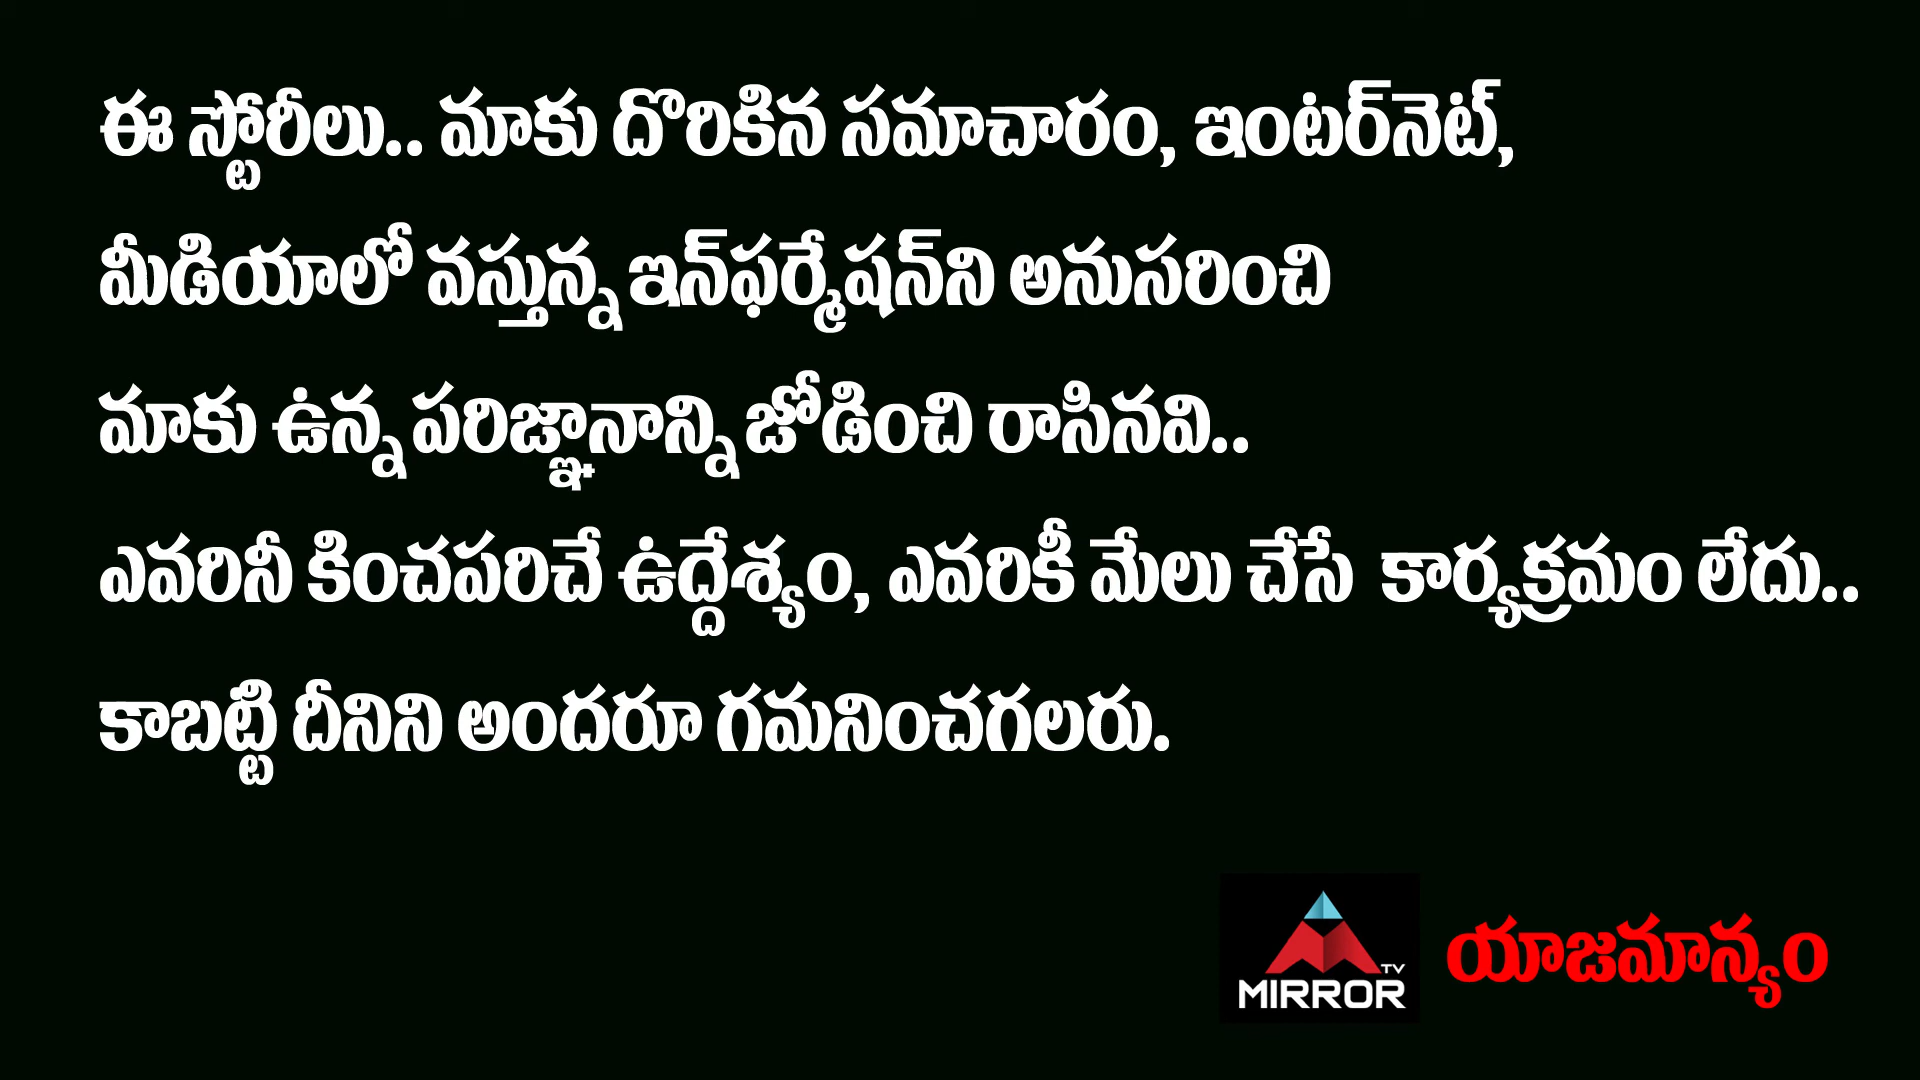 ఈ స్టోరీలు.. మాకు దొరికిన సమాచారం, ఇంటర్‌నెట్,
మీడియాలో వస్తున్న ఇన్‌ఫర్మేషన్‌ని అనుసరించి
మాకు ఉన్న పరిజ్ఞానాన్ని జోడించి రాసినవి..
ఎవరినీ కించపరిచే ఉద్దేశ్యం, ఎవరికీ మేలు చేసే కార్యక్రమం లేదు..
కాబట్టి దీనిని అందరూ గమనించగలరు.
MIRROR TV యాజమాన్యం